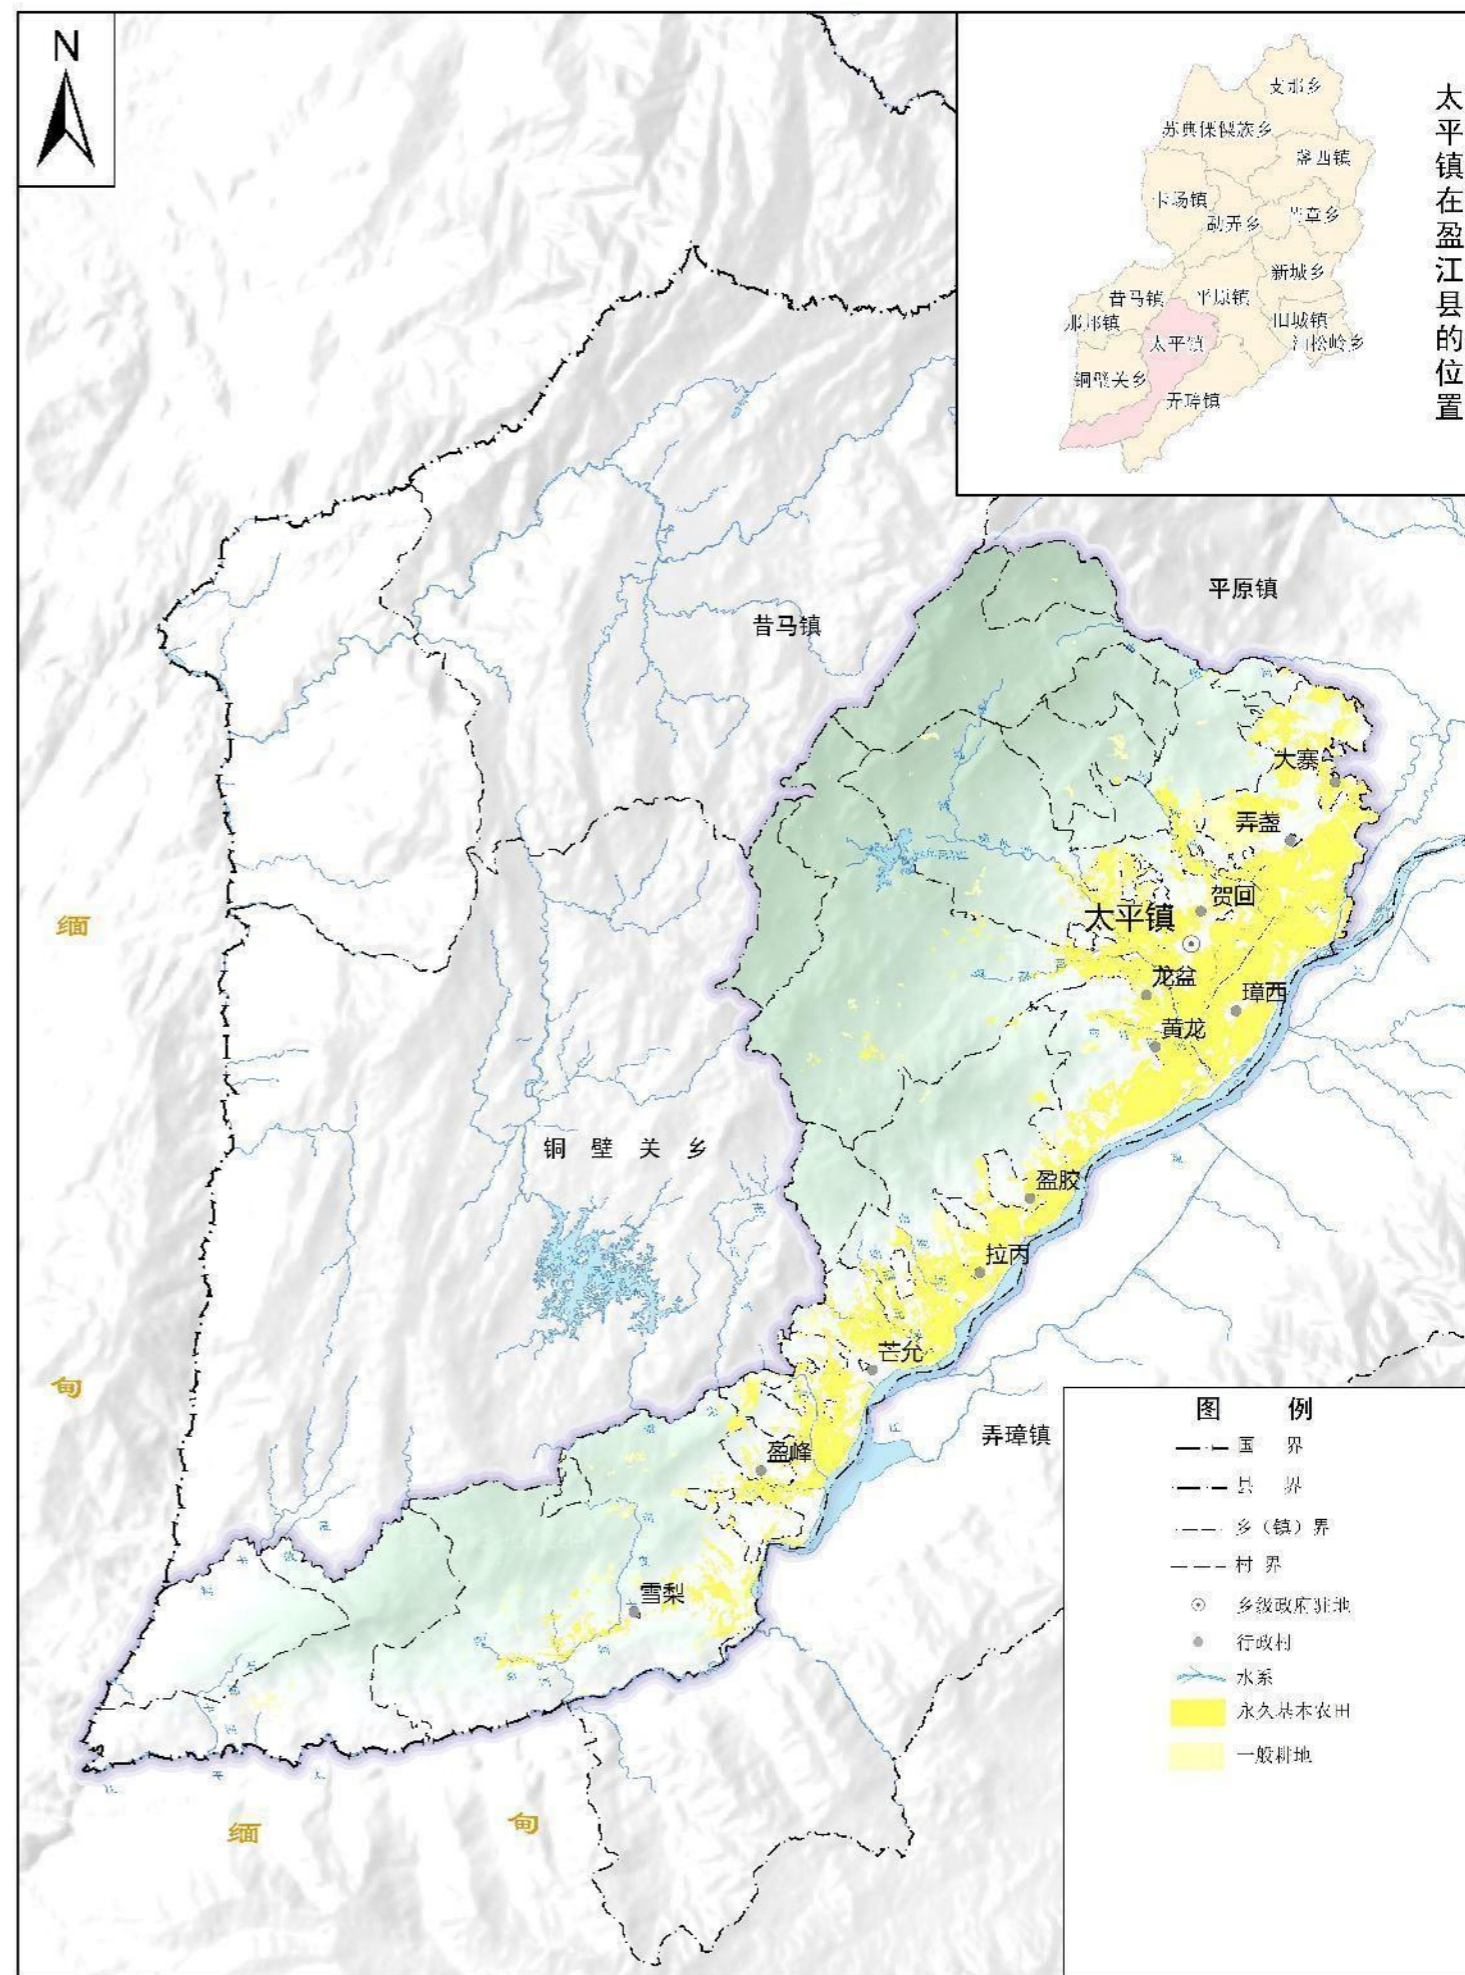 N
太平镇在盈江县的位置
支那乡
苏典傈僳族乡
盏西镇
卡场镇
勐弄乡
芒章乡
新城乡
昔马镇
平原镇
那邦镇
旧城镇
油松岭乡
太平镇
铜壁关乡
弄璋镇
平原镇
昔马镇
大寨
弄盏
贺回
太平镇
龙盆
璋西
黄龙
铜壁关乡
盈胶
拉丙
芒允
弄璋镇
盈峰
雪梨
缅
甸
缅
甸
图 例
国 界
县 界
乡（镇）界
村 界
乡级政府驻地
行政村
水系
永久基本农田
一般耕地